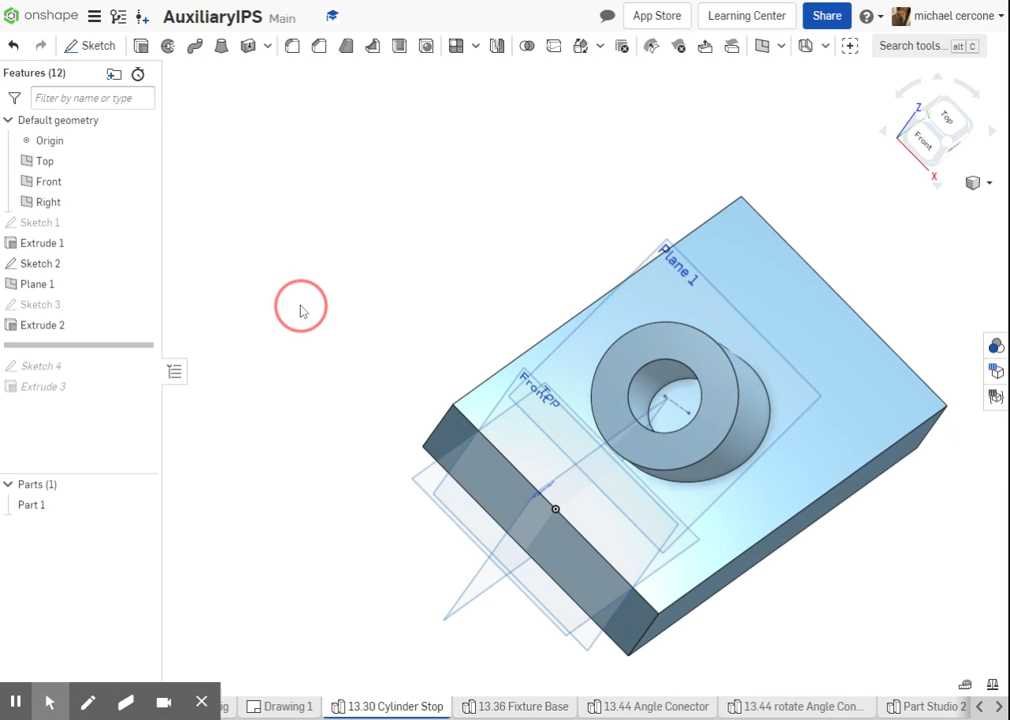 onshape AuxiliaryIPS Main App Store Learning Center Share michael cercone
Sketch Search tools... alt C
Features (12)
Filter by name or type
Default geometry
Origin
Top
Front
Right
Sketch 1
Extrude 1
Sketch 2
Plane 1
Sketch 3
Extrude 2
Sketch 4
Extrude 3
Parts (1)
Part 1
Z
Y
Top
Front
X
Plane 1
Front
Top
ig Drawing 1 13.30 Cylinder Stop 13.36 Fixture Base 13.44 Angle Conector 13.44 rotate Angle Con... Part Studio 2